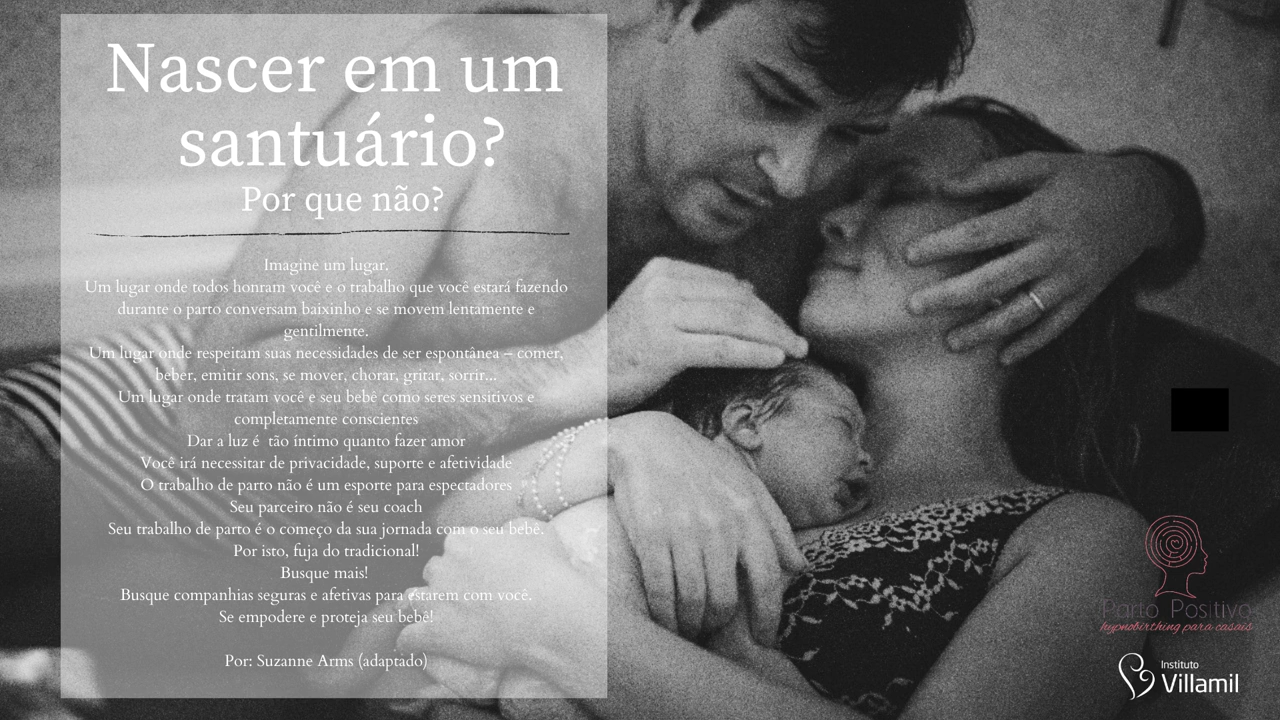 Nascer em um
santuário?
Por que não?
Imagine um lugar.
Um lugar onde todos honram você e o trabalho que você estará fazendo
durante o parto conversam baixinho e se movem lentamente e
gentilmente.
Um lugar onde respeitam suas necessidades de ser espontânea – comer,
beber, emitir sons, se mover, chorar, gritar, sorrir...
Um lugar onde tratam você e seu bebê como seres sensitivos e
completamente conscientes
Dar a luz é  tão íntimo quanto fazer amor
Você irá necessitar de privacidade, suporte e afetividade
O trabalho de parto não é um esporte para espectadores
Seu parceiro não é seu coach
Seu trabalho de parto é o começo da sua jornada com o seu bebê.
Por isto, fuja do tradicional!
Busque mais!
Busque companhias seguras e afetivas para estarem com você.
Se empodere e proteja seu bebê!
Por: Suzanne Arms (adaptado)
Parto Positivo
hypnobirthing para casais
Instituto
Villamil